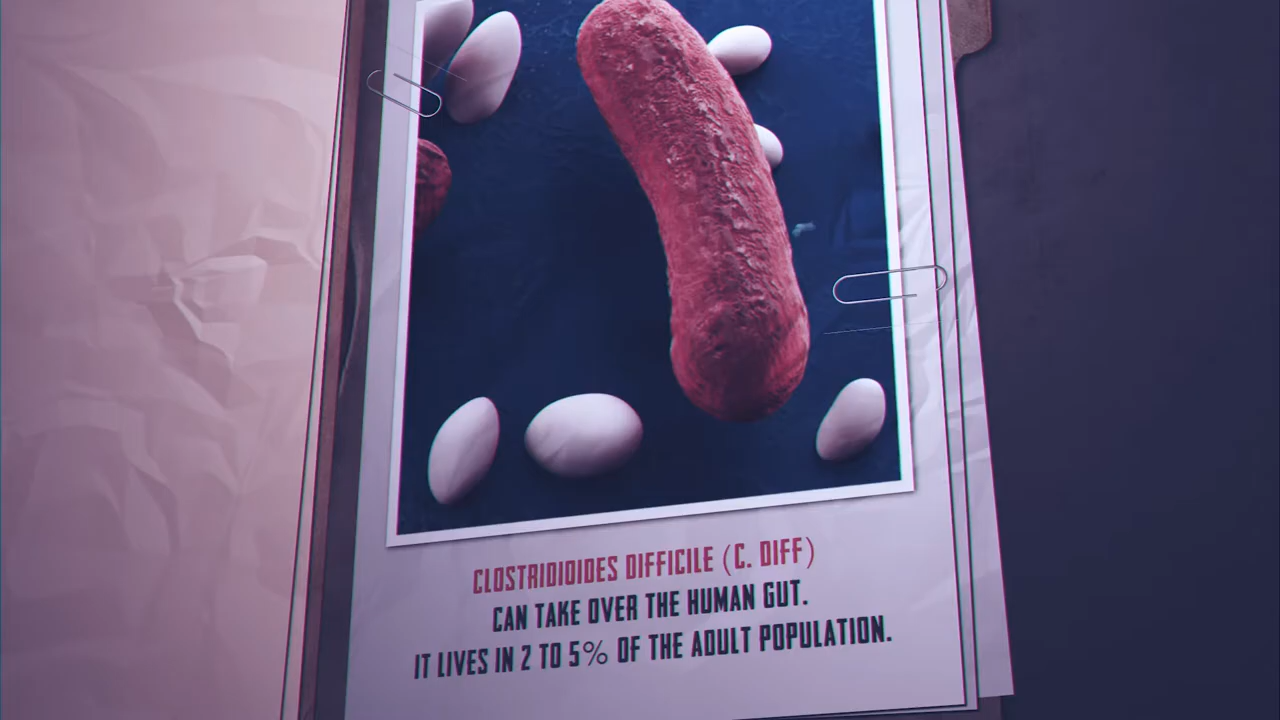 CLOSTRIDIOIDES DIFFICILE (C. DIFF)
CAN TAKE OVER THE HUMAN GUT.
IT LIVES IN 2 TO 5% OF THE ADULT POPULATION.